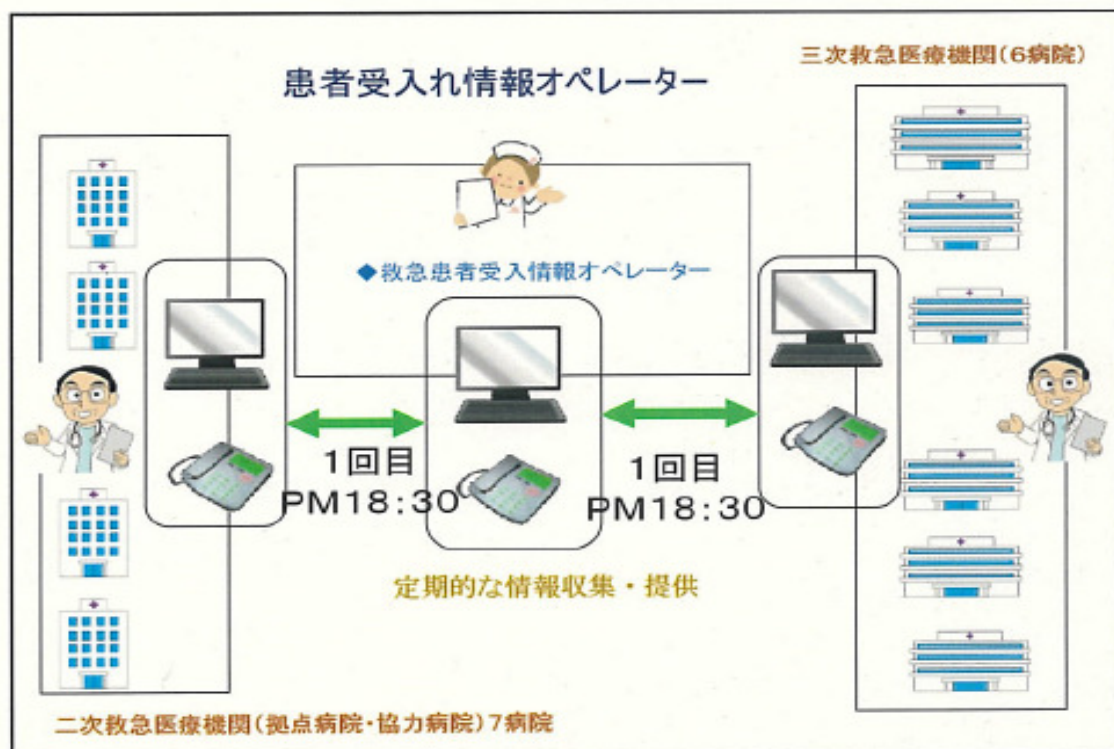 三次救急医療機関(6病院)
患者受入れ情報オペレーター
◆救急患者受入情報オペレーター
1回目
PM18:30
1回目
PM18:30
定期的な情報収集・提供
二次救急医療機関(拠点病院・協力病院)7病院